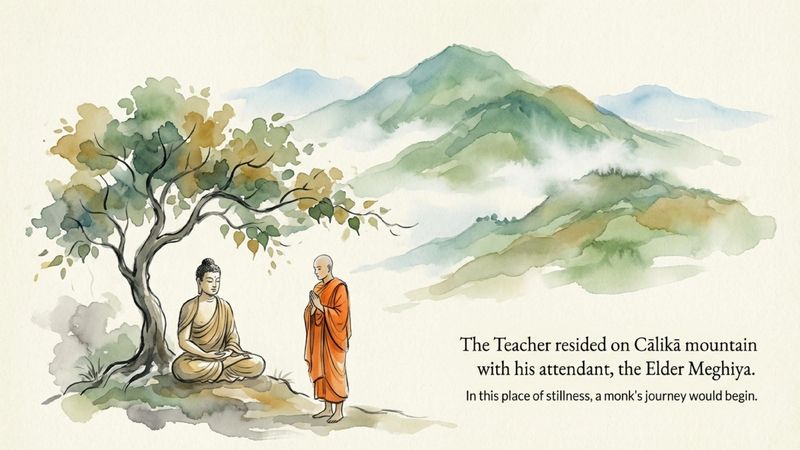 The Teacher resided on Cālikā mountain
with his attendant, the Elder Meghiya.
In this place of stillness, a monk's journey would begin.